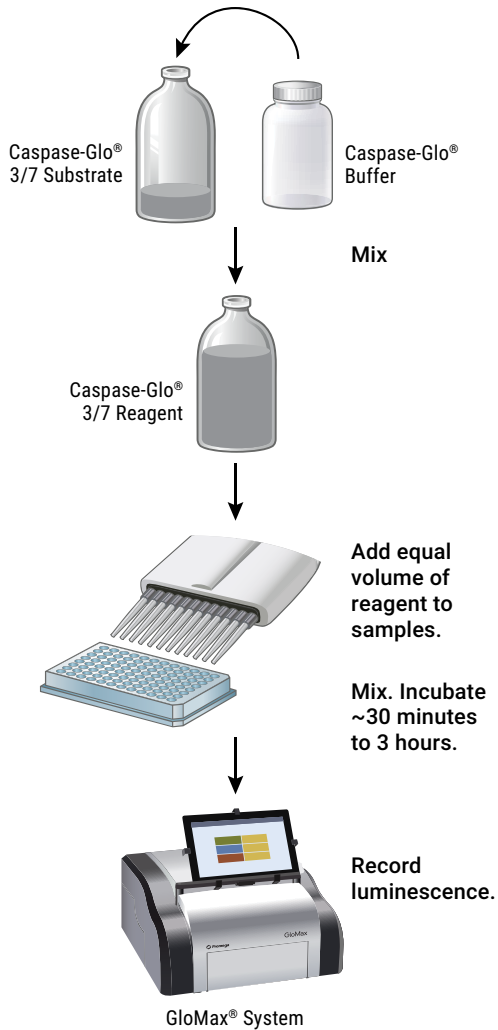 Caspase-Glo®
3/7 Substrate
Caspase-Glo®
Buffer
Mix
Caspase-Glo®
3/7 Reagent
Add equal
volume of
reagent to
samples.
Mix. Incubate
~30 minutes
to 3 hours.
Record
luminescence.
Promega
GloMax
GloMax® System